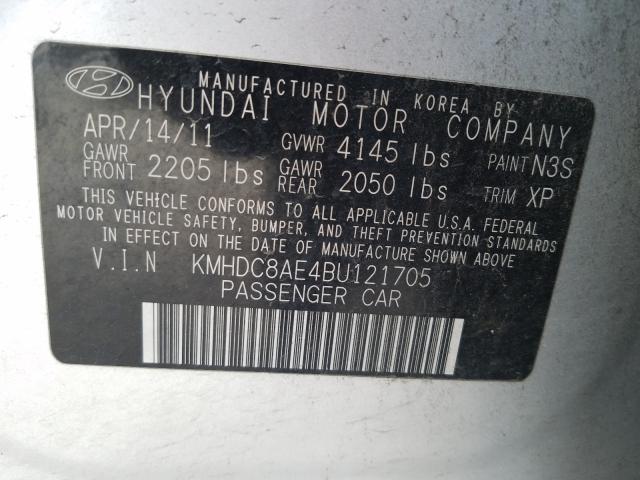 MANUFACTURED IN KOREA BY
HYUNDAI MOTOR COMPANY
APR/14/11 GVWR 4145 lbs PAINT N3S
GAWR FRONT 2205 lbs GAWR REAR 2050 lbs TRIM XP
THIS VEHICLE CONFORMS TO ALL APPLICABLE U.S.A. FEDERAL
MOTOR VEHICLE SAFETY, BUMPER, AND THEFT PREVENTION STANDARDS
IN EFFECT ON THE DATE OF MANUFACTURE SHOWN ABOVE
V.I.N KMHDC8AE4BU121705
PASSENGER CAR